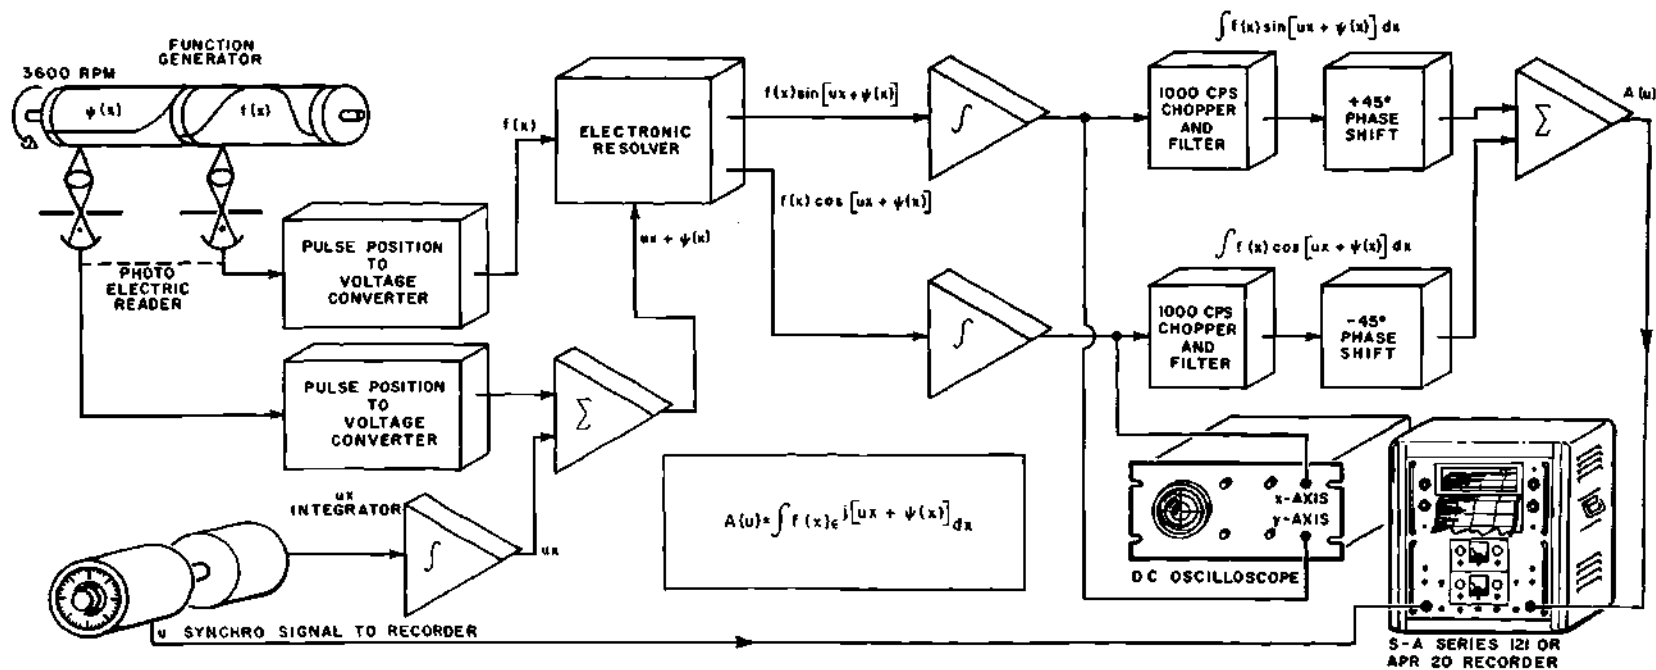 FUNCTION
GENERATOR
3600 RPM
ψ(x)
f(x)
PHOTO
ELECTRIC
READER
PULSE POSITION
TO
VOLTAGE
CONVERTER
PULSE POSITION
TO
VOLTAGE
CONVERTER
f(x)
ELECTRONIC
RESOLVER
ux + ψ(x)
Σ
ux
INTEGRATOR
∫
ux
u SYNCHRO SIGNAL TO RECORDER
f(x)sin[ux+ψ(x)]
f(x) cos [ux + ψ(x)]
∫
∫
∫f(x)sin[ux + ψ(x)]dx
1000 CPS
CHOPPER
AND
FILTER
+45°
PHASE
SHIFT
Σ
A(u)
∫f(x)cos[ux + ψ(x)]dx
1000 CPS
CHOPPER
AND
FILTER
-45°
PHASE
SHIFT
A(u)=∫f(x)ϵ j[ux + ψ(x)]dx
X-AXIS
Y-AXIS
DC OSCILLOSCOPE
S-A SERIES 121 OR
APR 20 RECORDER